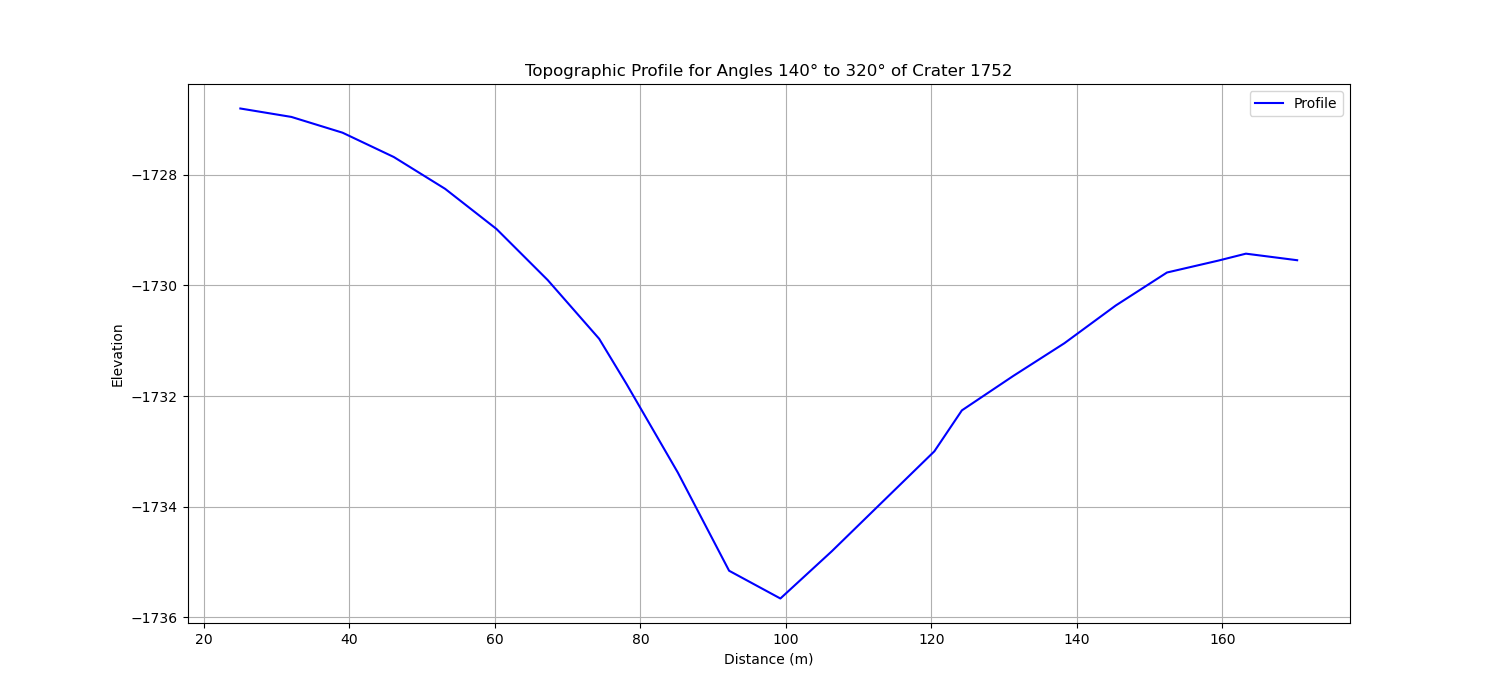 Topographic Profile for Angles 140° to 320° of Crater 1752
Profile
−1728
−1730
−1732
−1734
−1736
Elevation
20 40 60 80 100 120 140 160
Distance (m)